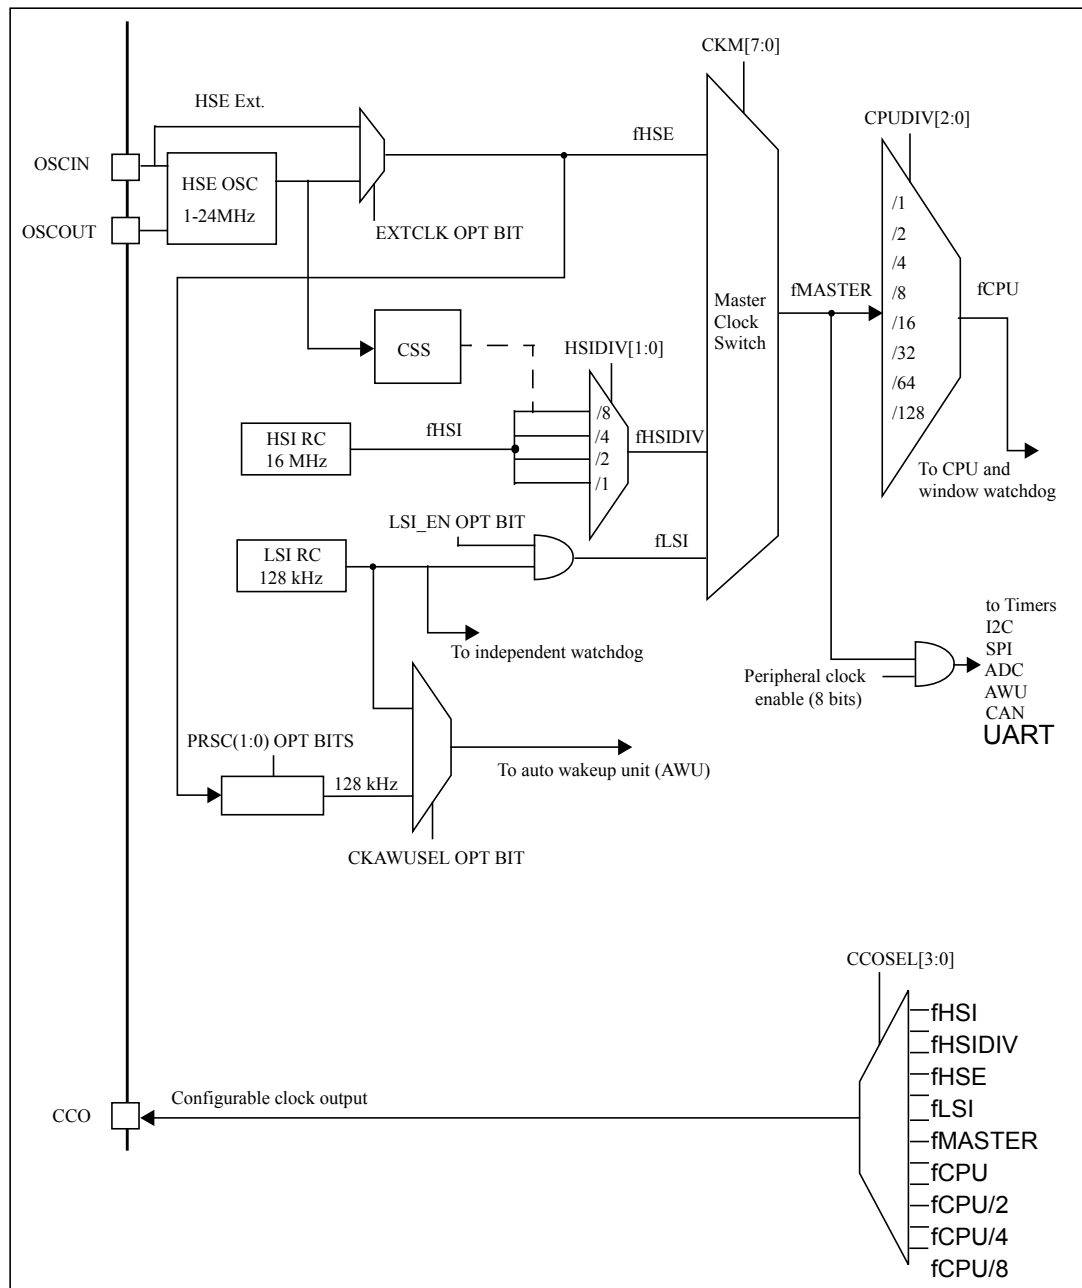 CKM[7:0]
HSE Ext.
CPUDIV[2:0]
fHSE
OSCIN
HSE OSC
1-24MHz
OSCOUT
EXTCLK OPT BIT
/1
/2
/4
/8
/16
/32
/64
/128
fMASTER
fCPU
Master
Clock
Switch
CSS
HSIDIV[1:0]
/8
/4
/2
/1
fHSI
fHSIDIV
HSI RC
16 MHz
To CPU and
window watchdog
LSI_EN OPT BIT
fLSI
LSI RC
128 kHz
To independent watchdog
Peripheral clock
enable (8 bits)
to Timers
I2C
SPI
ADC
AWU
CAN
UART
PRSC(1:0) OPT BITS
128 kHz
To auto wakeup unit (AWU)
CKAWUSEL OPT BIT
CCOSEL[3:0]
fHSI
fHSIDIV
fHSE
fLSI
fMASTER
fCPU
fCPU/2
fCPU/4
fCPU/8
Configurable clock output
CCO